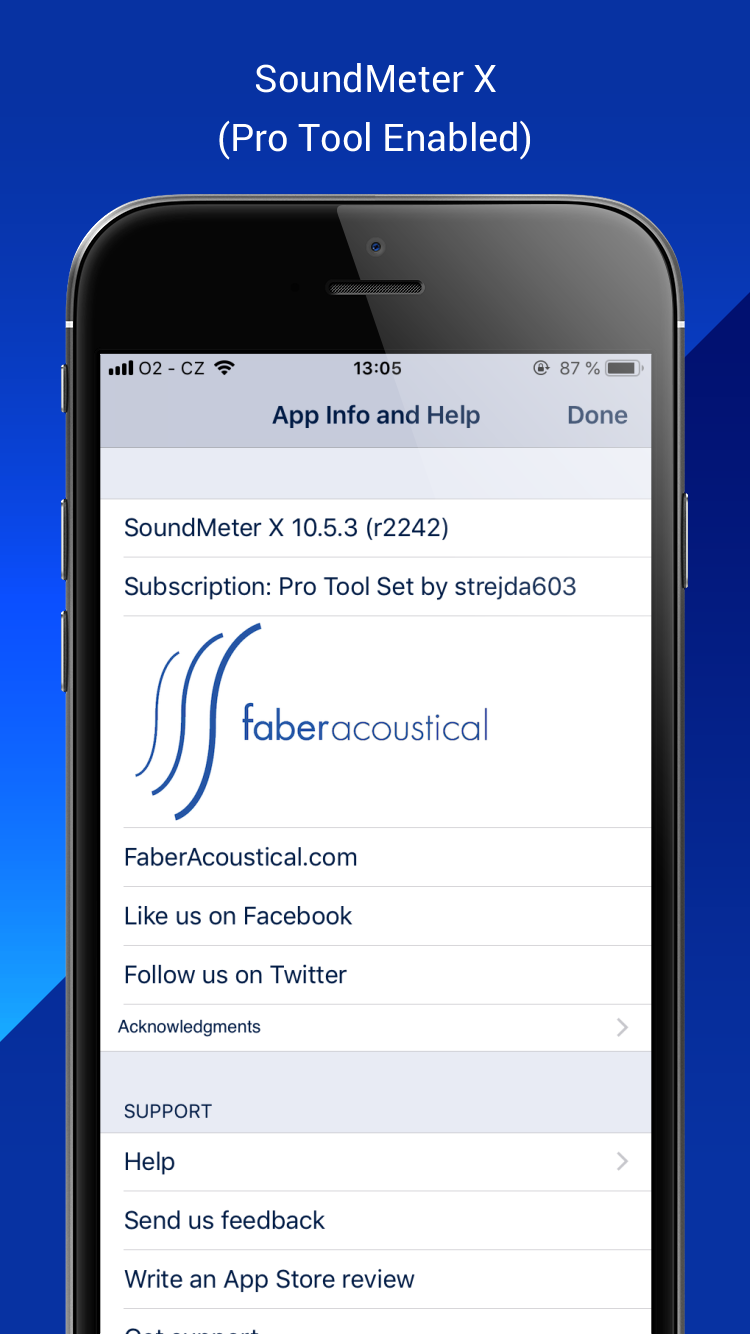 SoundMeter X
(Pro Tool Enabled)
O2 - CZ 13:05 87 %
App Info and Help Done
SoundMeter X 10.5.3 (r2242)
Subscription: Pro Tool Set by strejda603
faberacoustical
FaberAcoustical.com
Like us on Facebook
Follow us on Twitter
Acknowledgments
SUPPORT
Help
Send us feedback
Write an App Store review
Get support